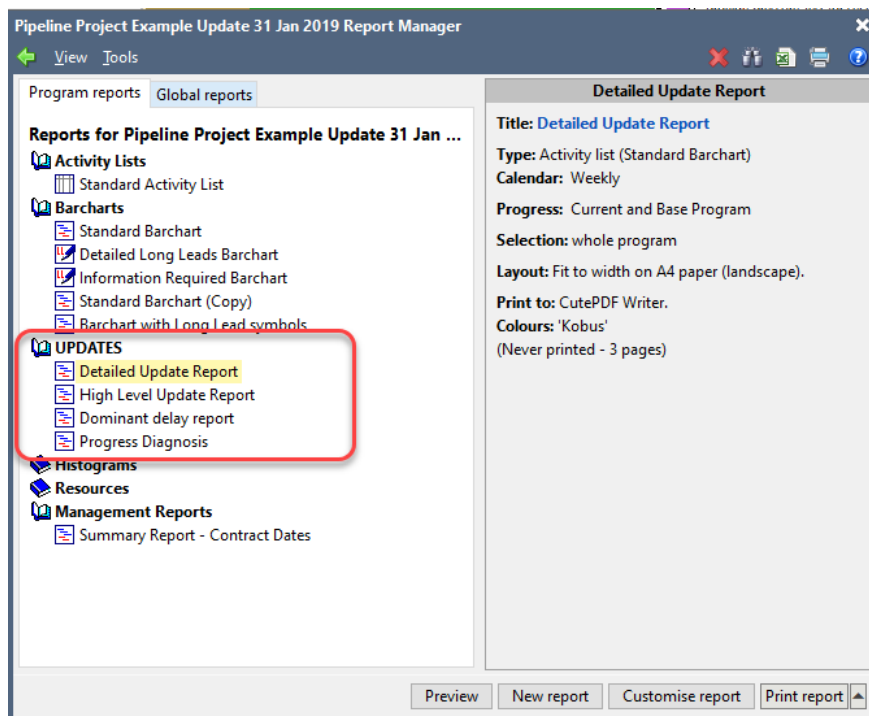 Pipeline Project Example Update 31 Jan 2019 Report Manager
View Tools
Program reports Global reports
Reports for Pipeline Project Example Update 31 Jan ...
Activity Lists
Standard Activity List
Barcharts
Standard Barchart
Detailed Long Leads Barchart
Information Required Barchart
Standard Barchart (Copy)
Barchart with Long Lead symbols
UPDATES
Detailed Update Report
High Level Update Report
Dominant delay report
Progress Diagnosis
Histograms
Resources
Management Reports
Summary Report - Contract Dates
Detailed Update Report
Title: Detailed Update Report
Type: Activity list (Standard Barchart)
Calendar: Weekly
Progress: Current and Base Program
Selection: whole program
Layout: Fit to width on A4 paper (landscape).
Print to: CutePDF Writer.
Colours: 'Kobus'
(Never printed - 3 pages)
Preview New report Customise report Print report